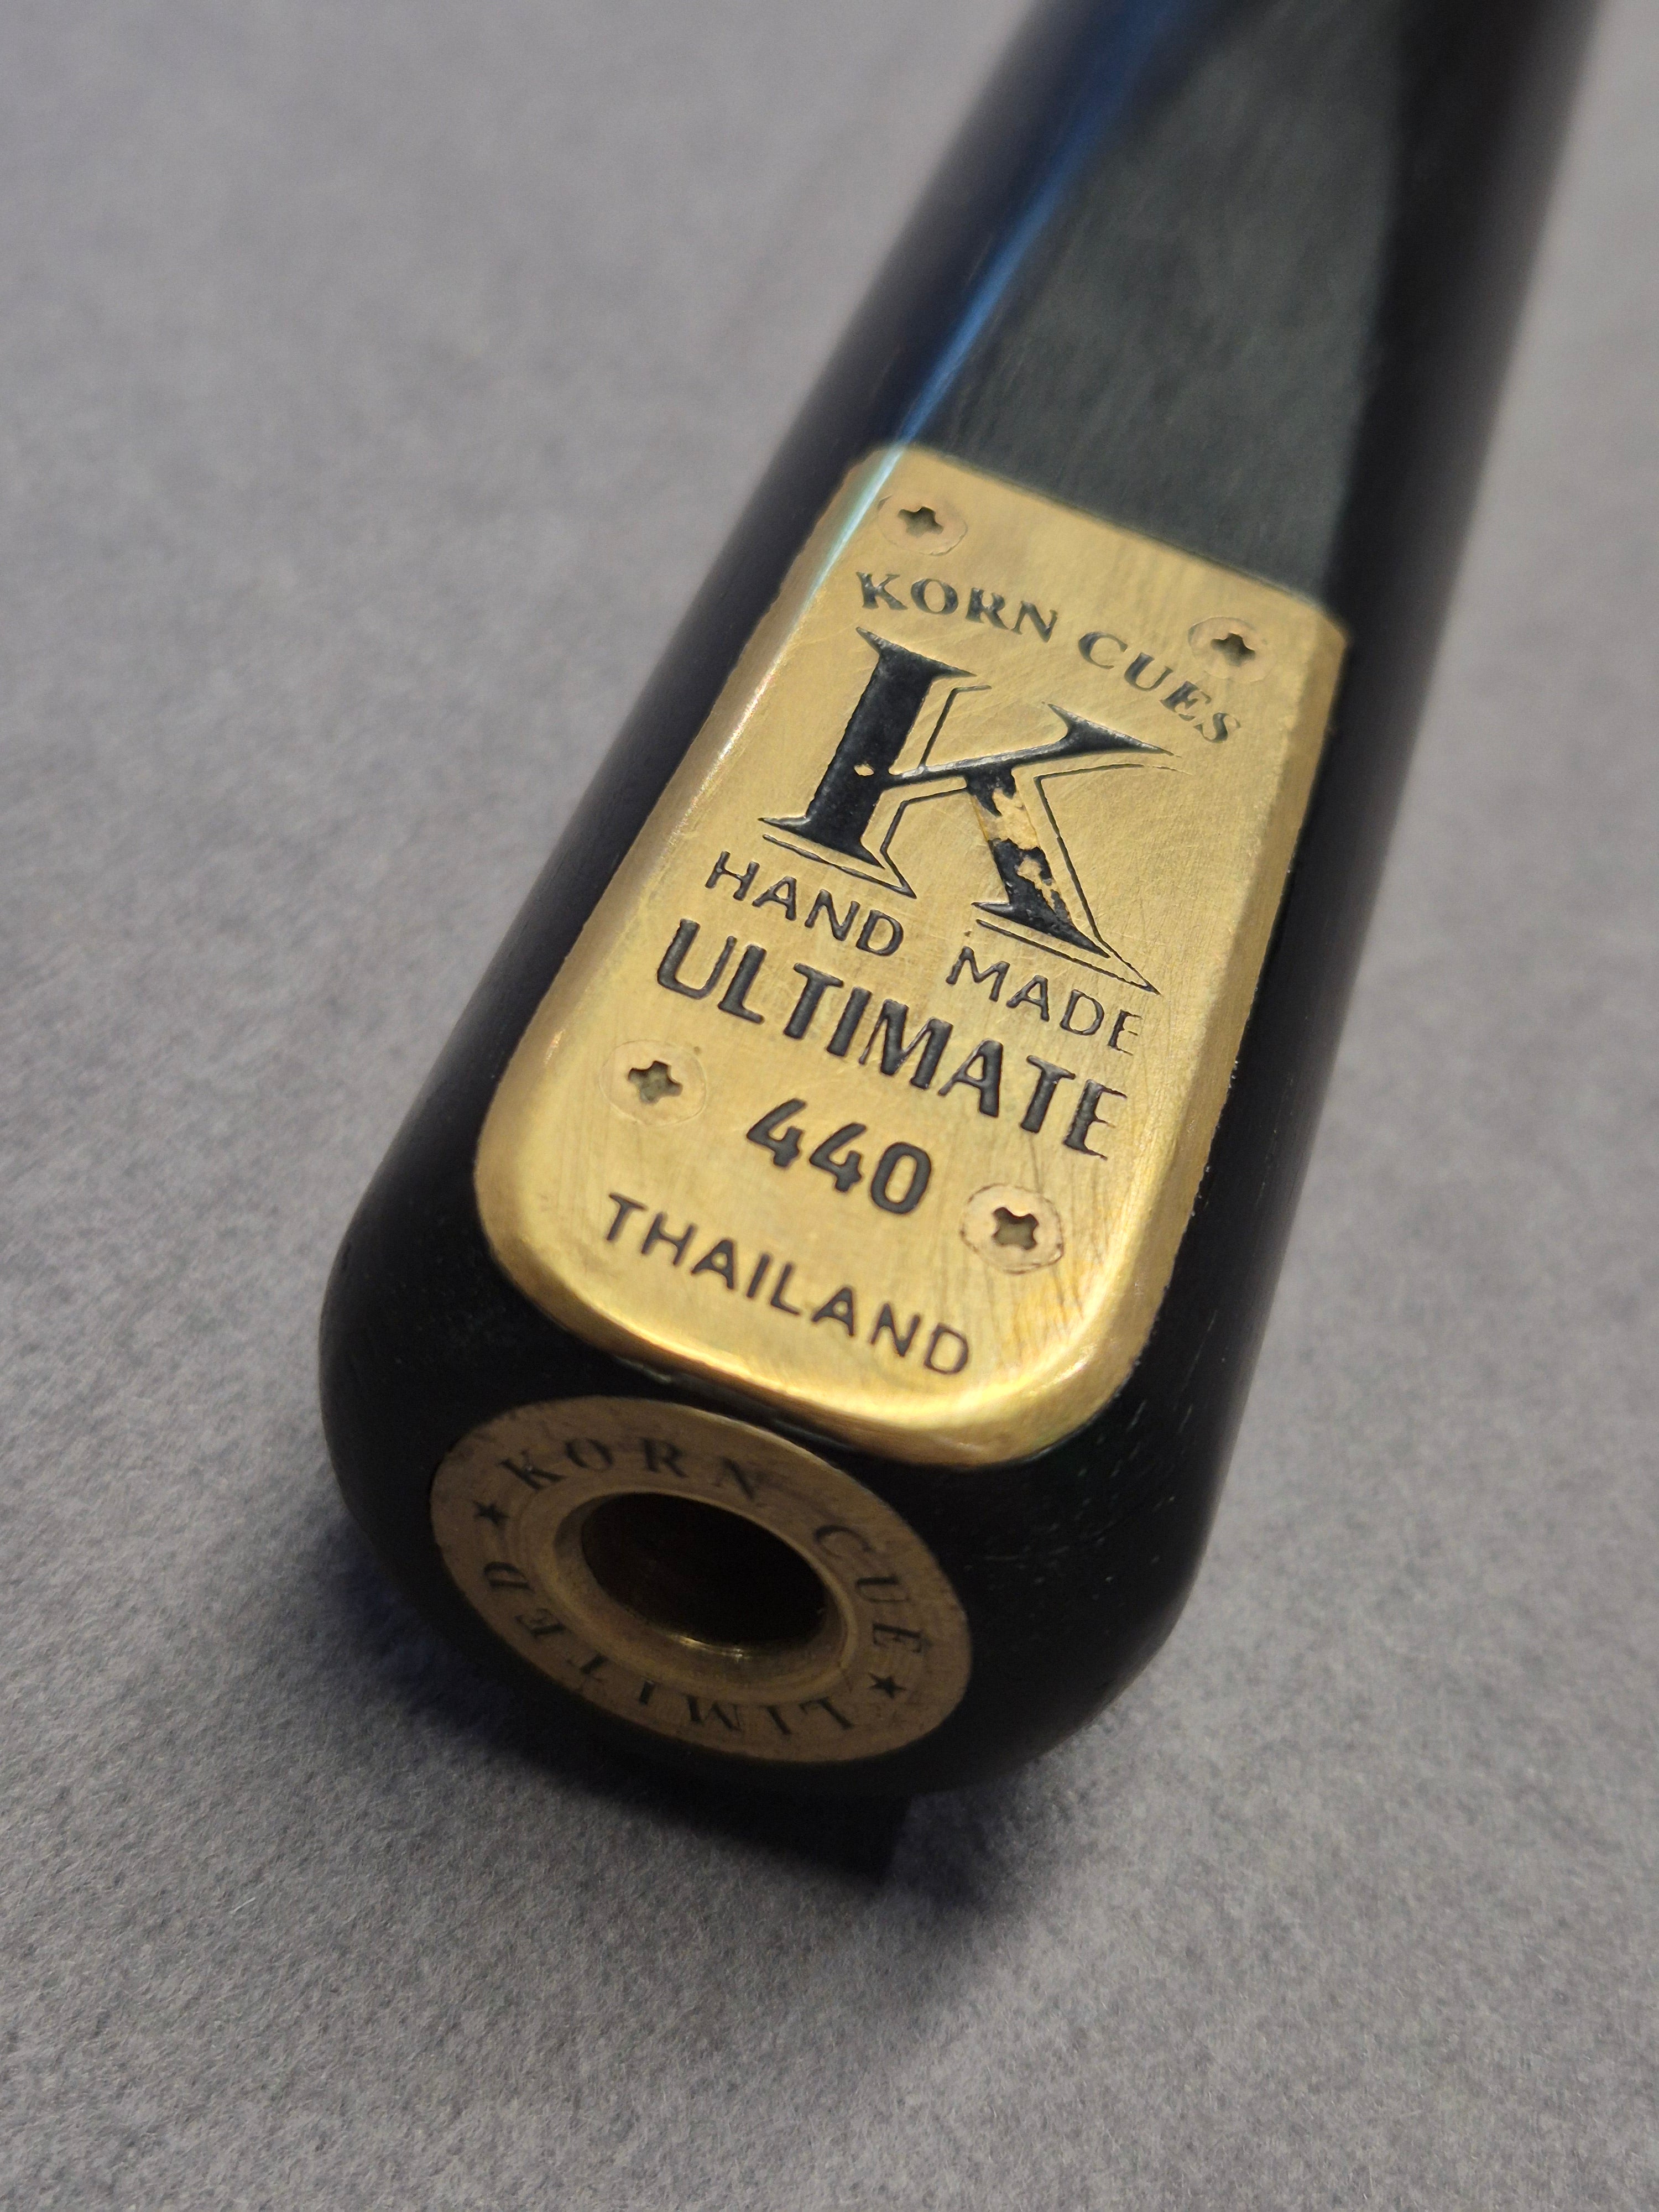 KORN CUES
K
HAND MADE
ULTIMATE
440
THAILAND
★ KORN CUE ★ LIMITED